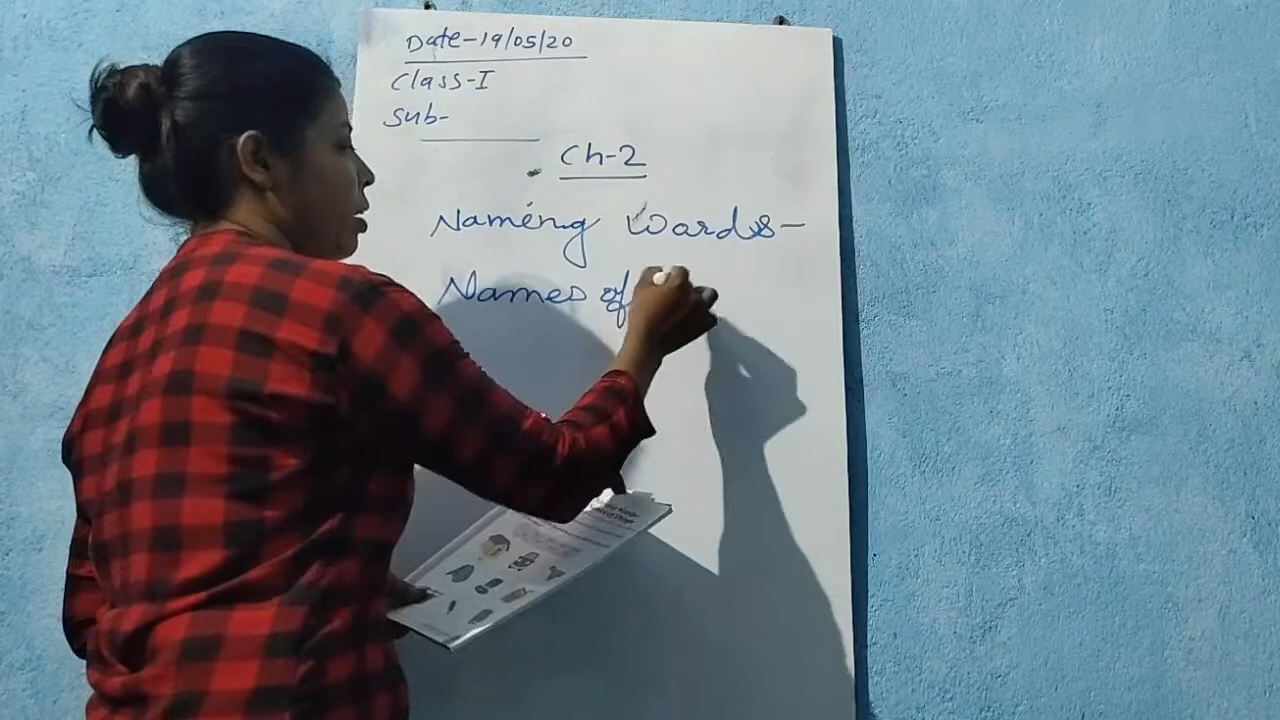 Date-19/05/20
Class-I
Sub-
Ch-2
Naming Words-
Names of